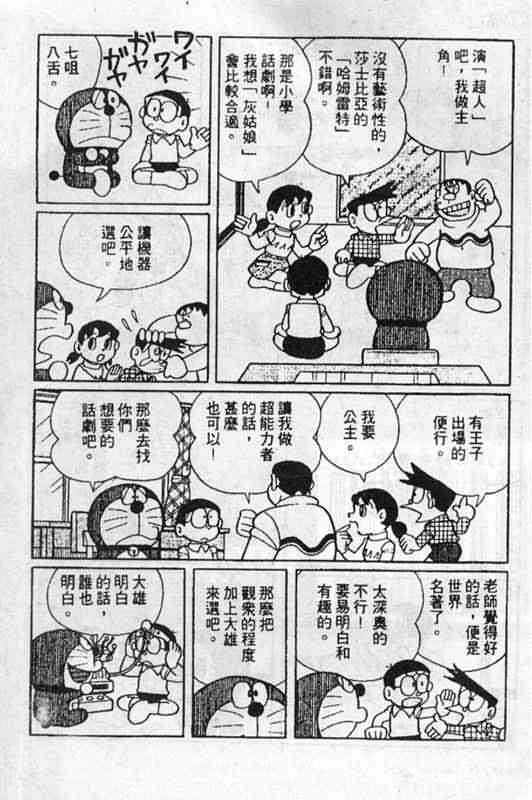 演「超人」
吧，我做主
角！
沒有藝術性的，
莎士比亞的
「哈姆雷特」
不錯啊。
那是小學
話劇啊！
我想「灰姑娘」
會比較合適。
ワイ
ワイ
ガヤ
ガヤ
七咀
八舌。
讓機器
公平地
選吧。
有王子
出場的
便行。
我要
公主。
讓我做
超能力者
的話，
甚麼
也可以！
那麼去找
你們
想要的
話劇吧。
老師覺得好
的話，便是
世界
名著了。
太深奥的
不行！
要易明白和
有趣的。
那麼把
觀衆的程度
加上大雄
來選吧。
大雄
明白
的話，
誰也
明白。